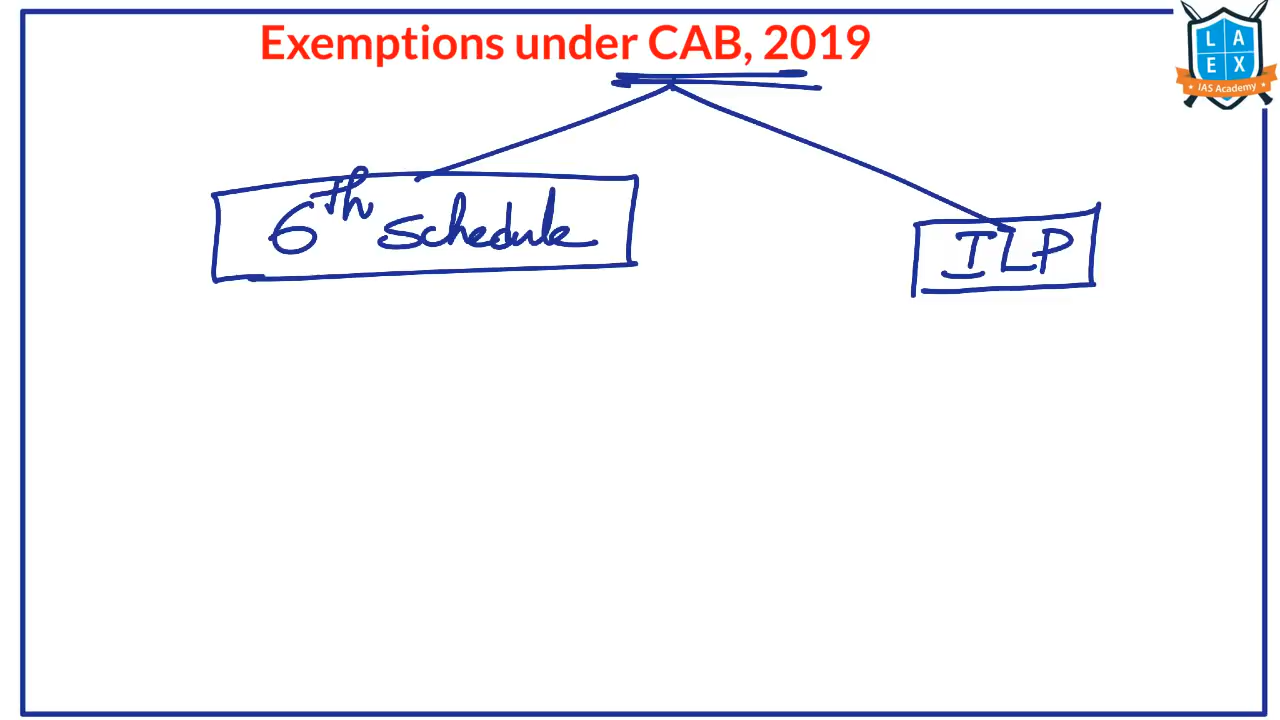 Exemptions under CAB, 2019
L A
E X
IAS Academy
6th schedule
ILP